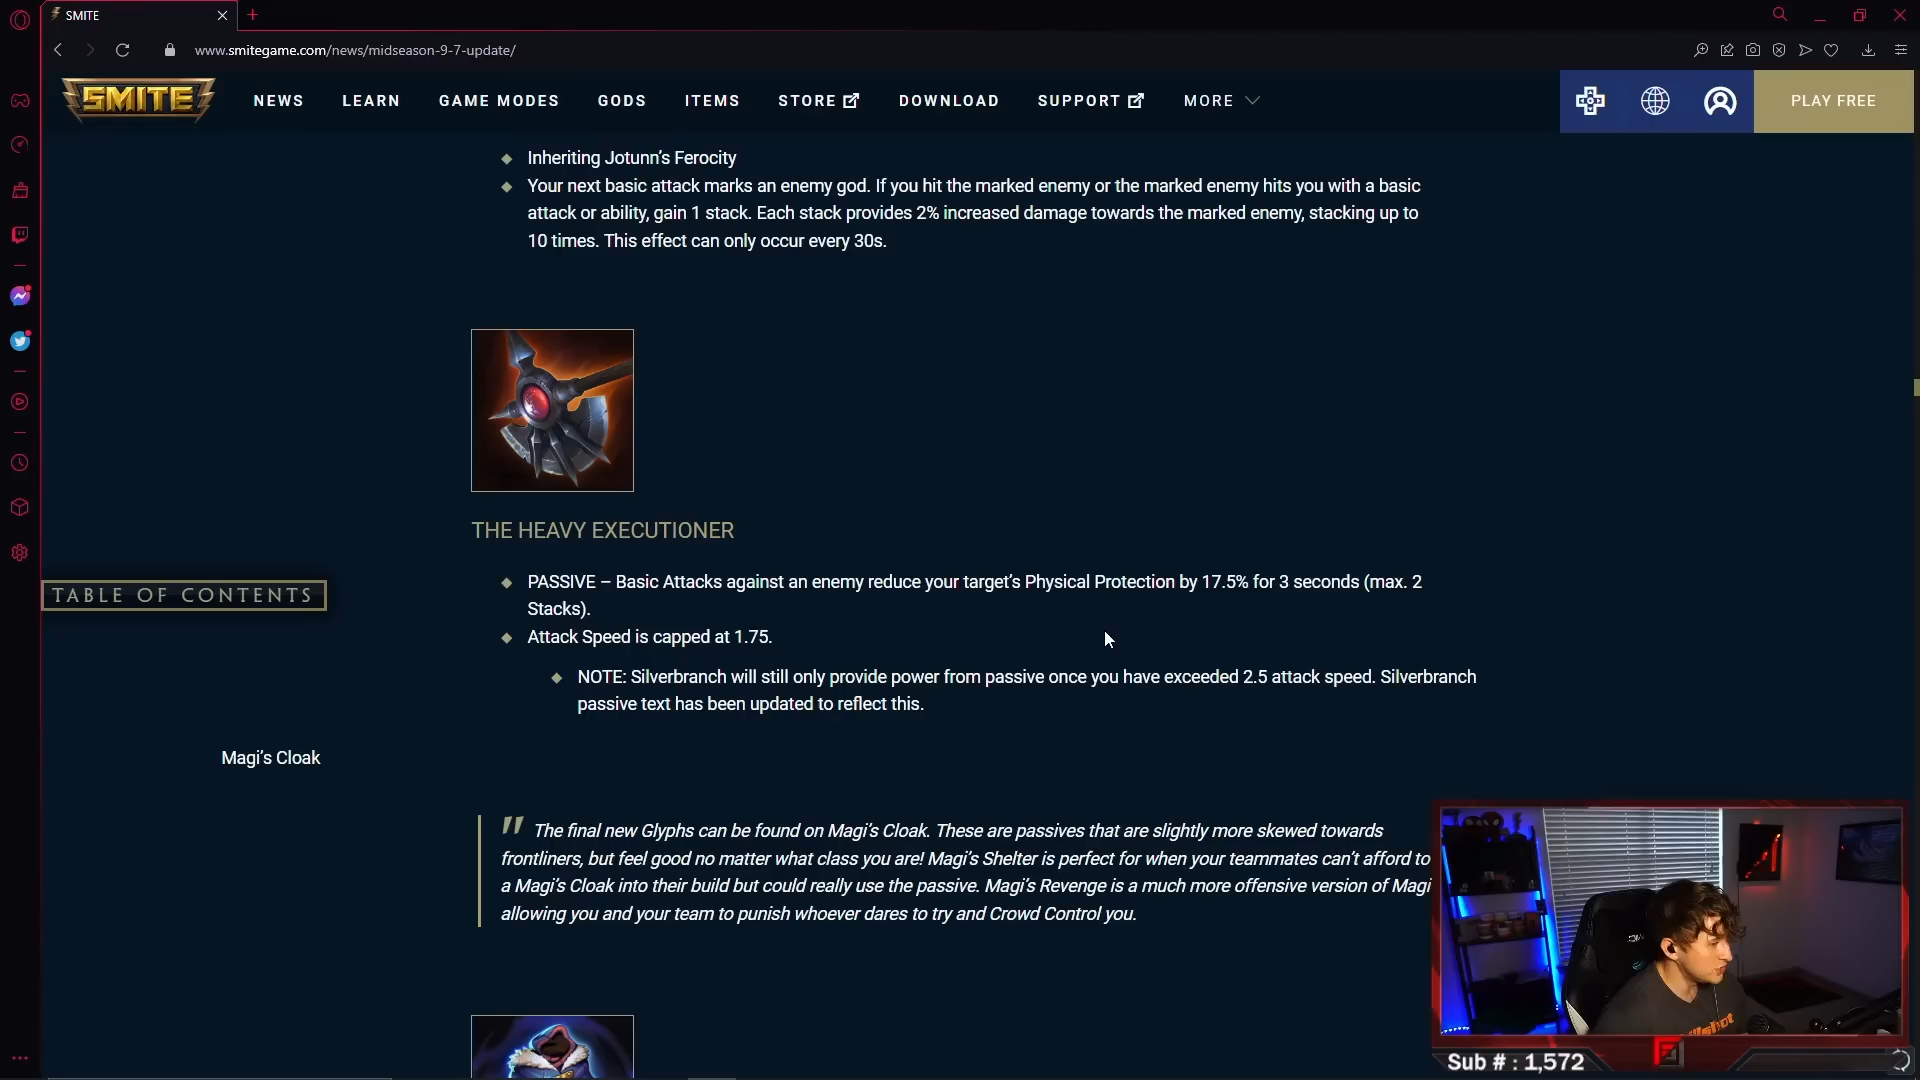 SMITE
www.smitegame.com/news/midseason-9-7-update/
SMITE
NEWS
LEARN
GAME MODES
GODS
ITEMS
STORE
DOWNLOAD
SUPPORT
MORE
PLAY FREE
Inheriting Jotunn’s Ferocity
Your next basic attack marks an enemy god. If you hit the marked enemy or the marked enemy hits you with a basic
attack or ability, gain 1 stack. Each stack provides 2% increased damage towards the marked enemy, stacking up to
10 times. This effect can only occur every 30s.
THE HEAVY EXECUTIONER
PASSIVE – Basic Attacks against an enemy reduce your target’s Physical Protection by 17.5% for 3 seconds (max. 2
Stacks).
Attack Speed is capped at 1.75.
NOTE: Silverbranch will still only provide power from passive once you have exceeded 2.5 attack speed. Silverbranch
passive text has been updated to reflect this.
TABLE OF CONTENTS
Magi’s Cloak
" The final new Glyphs can be found on Magi’s Cloak. These are passives that are slightly more skewed towards
frontliners, but feel good no matter what class you are! Magi’s Shelter is perfect for when your teammates can’t afford to
a Magi’s Cloak into their build but could really use the passive. Magi’s Revenge is a much more offensive version of Magi
allowing you and your team to punish whoever dares to try and Crowd Control you.
Sub # : 1,572